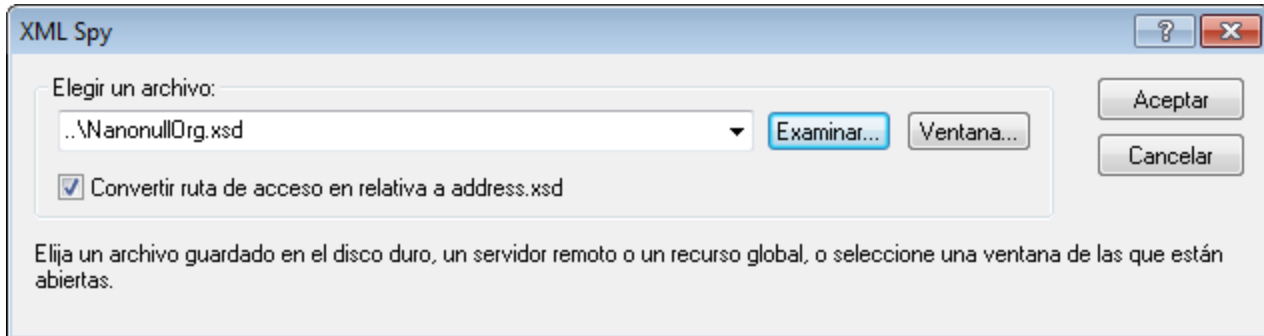 XML Spy
Elegir un archivo:
..\NanonullOrg.xsd
Examinar...
Ventana...
Aceptar
Convertir ruta de acceso en relativa a address.xsd
Cancelar
Elija un archivo guardado en el disco duro, un servidor remoto o un recurso global, o seleccione una ventana de las que están
abiertas.